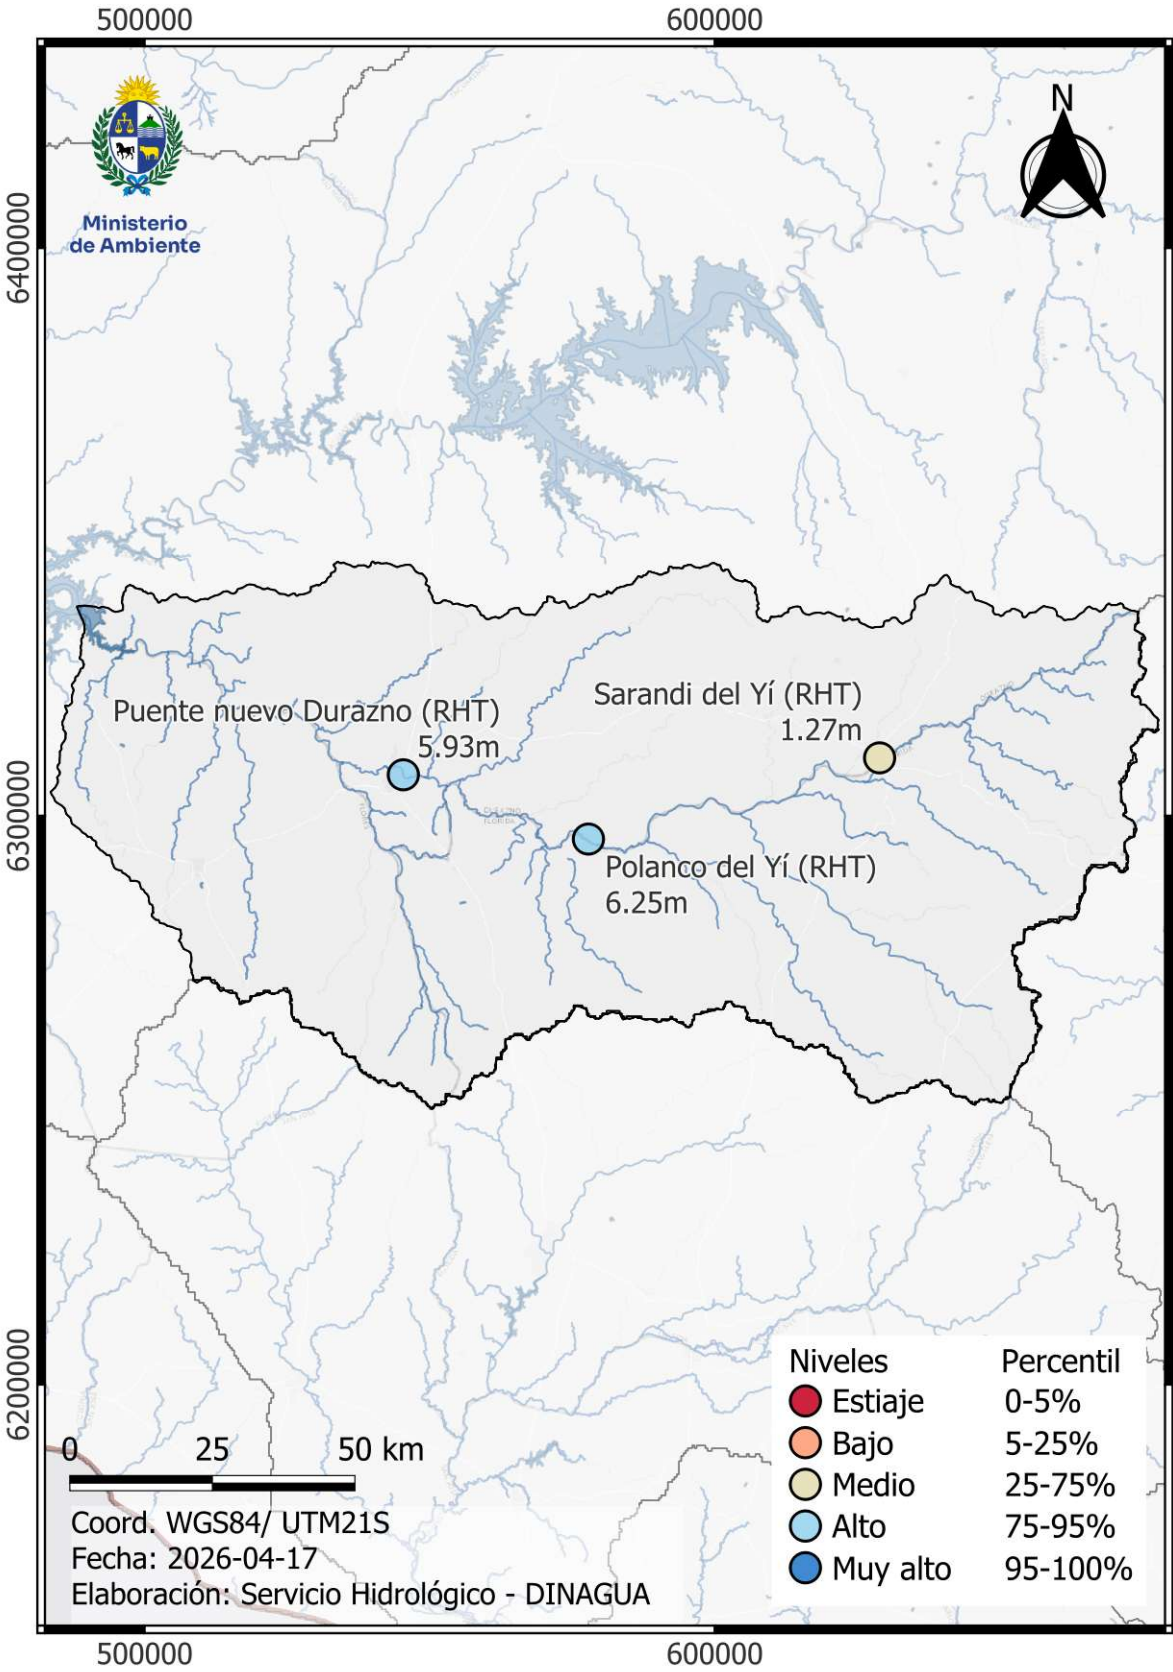 500000
600000
N
Ministerio
de Ambiente
6400000
Sarandi del Yí (RHT)
1.27m
Puente nuevo Durazno (RHT)
5.93m
6300000
Polanco del Yí (RHT)
6.25m
6200000
Niveles Percentil
Estiaje 0-5%
Bajo 5-25%
Medio 25-75%
Alto 75-95%
Muy alto 95-100%
0 25 50 km
Coord. WGS84/ UTM21S
Fecha: 2026-04-17
Elaboración: Servicio Hidrológico - DINAGUA
500000
600000